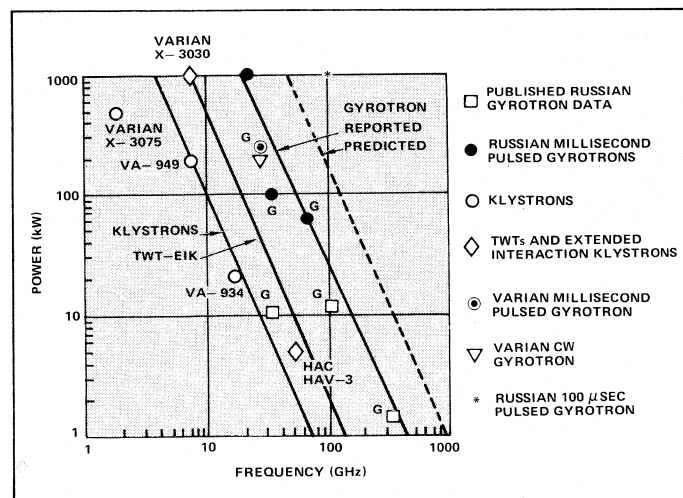 VARIAN
X-3030
1000
100
10
1
POWER (kW)
VARIAN
X-3075
VA-949
KLYSTRONS
TWT-EIK
VA-934
GYROTRON
REPORTED
PREDICTED
*
G
G
G
G
G
G
HAC
HAV-3
1
10
100
1000
FREQUENCY (GHz)
PUBLISHED RUSSIAN
GYROTRON DATA
RUSSIAN MILLISECOND
PULSED GYROTRONS
KLYSTRONS
TWTs AND EXTENDED
INTERACTION KLYSTRONS
VARIAN MILLISECOND
PULSED GYROTRON
VARIAN CW
GYROTRON
* RUSSIAN 100 μSEC
PULSED GYROTRON